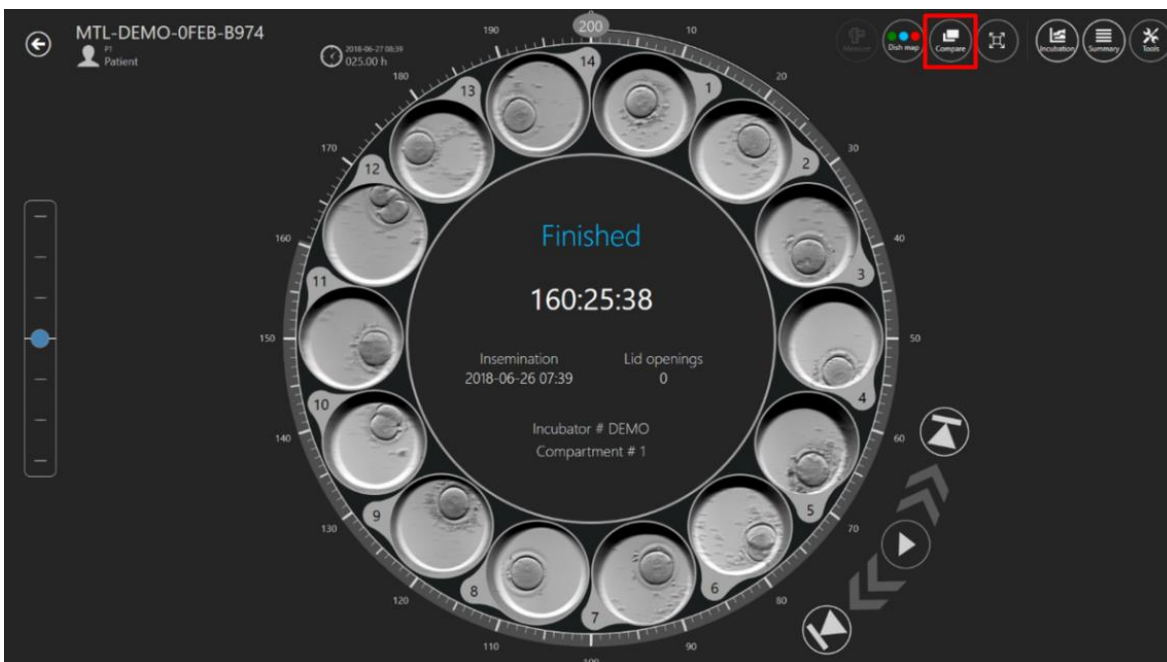 MTL-DEMO-0FEB-B974
P1
Patient
2018-06-27 08:39
025.00 h
Measure
Dish map
Compare
Incubation
Summary
Tools
200
10
20
30
40
50
60
70
80
90
100
110
120
130
140
150
160
170
180
190
1
2
3
4
5
6
7
8
9
10
11
12
13
14
Finished
160:25:38
Insemination
2018-06-26 07:39
Lid openings
0
Incubator # DEMO
Compartment # 1